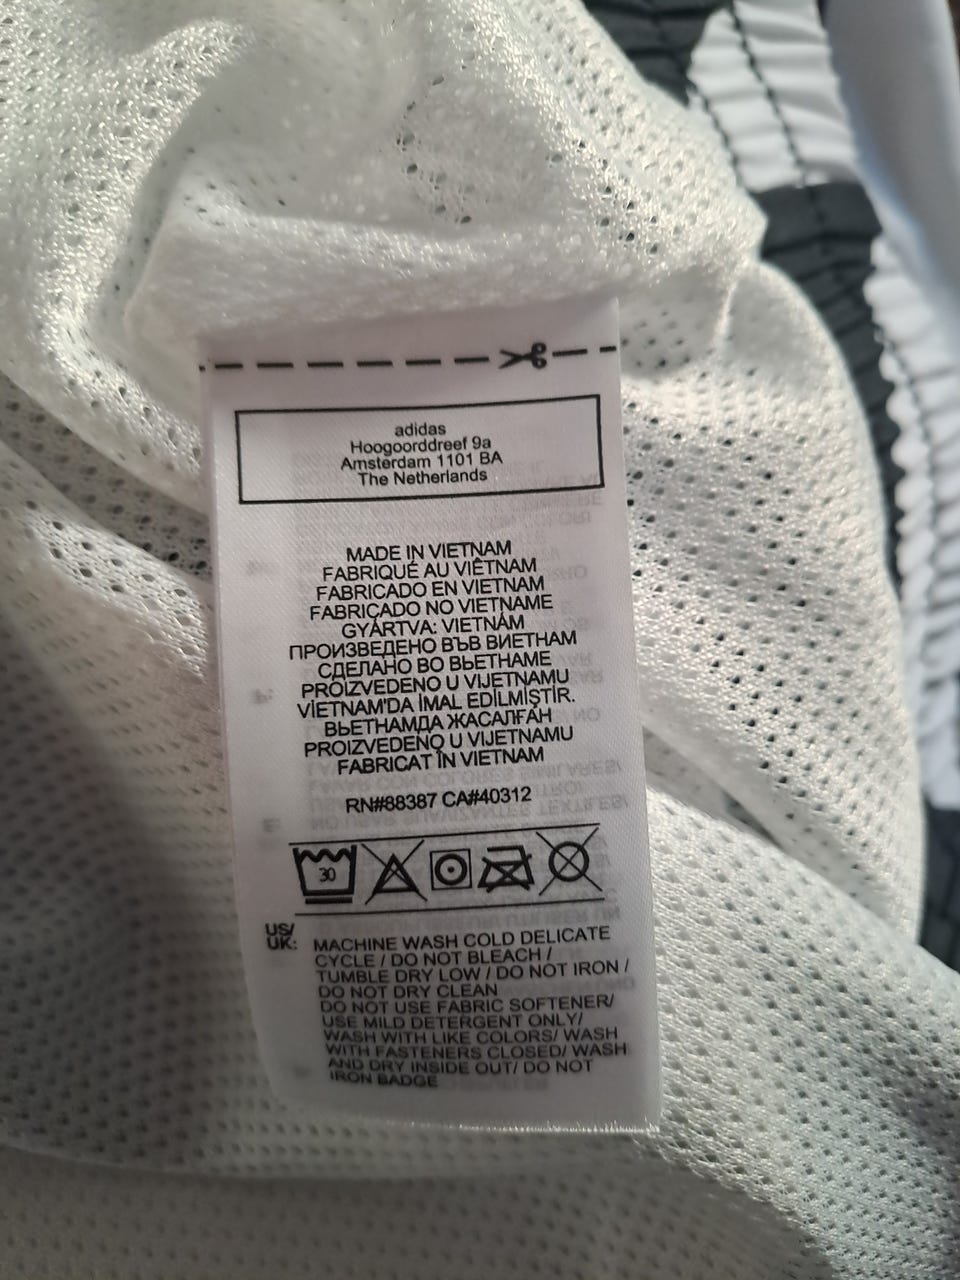 adidas
Hoogoorddreef 9a
Amsterdam 1101 BA
The Netherlands
MADE IN VIETNAM
FABRIQUÉ AU VIÊTNAM
FABRICADO EN VIETNAM
FABRICADO NO VIETNAME
GYÁRTVA: VIETNÁM
ПРОИЗВЕДЕНО ВЪВ ВИЕТНАМ
СДЕЛАНО ВО ВЬЕТНАМЕ
PROIZVEDENO U VIJETNAMU
VİETNAM'DA İMAL EDİLMİŞTİR.
ВЬЕТНАМДА ЖАСАЛҒАН
PROIZVEDENO U VIJETNAMU
FABRICAT ÎN VIETNAM
RN#88387 CA#40312
30
US/
UK:
MACHINE WASH COLD DELICATE
CYCLE / DO NOT BLEACH /
TUMBLE DRY LOW / DO NOT IRON /
DO NOT DRY CLEAN
DO NOT USE FABRIC SOFTENER/
USE MILD DETERGENT ONLY/
WASH WITH LIKE COLORS/ WASH
WITH FASTENERS CLOSED/ WASH
AND DRY INSIDE OUT/ DO NOT
IRON BADGE